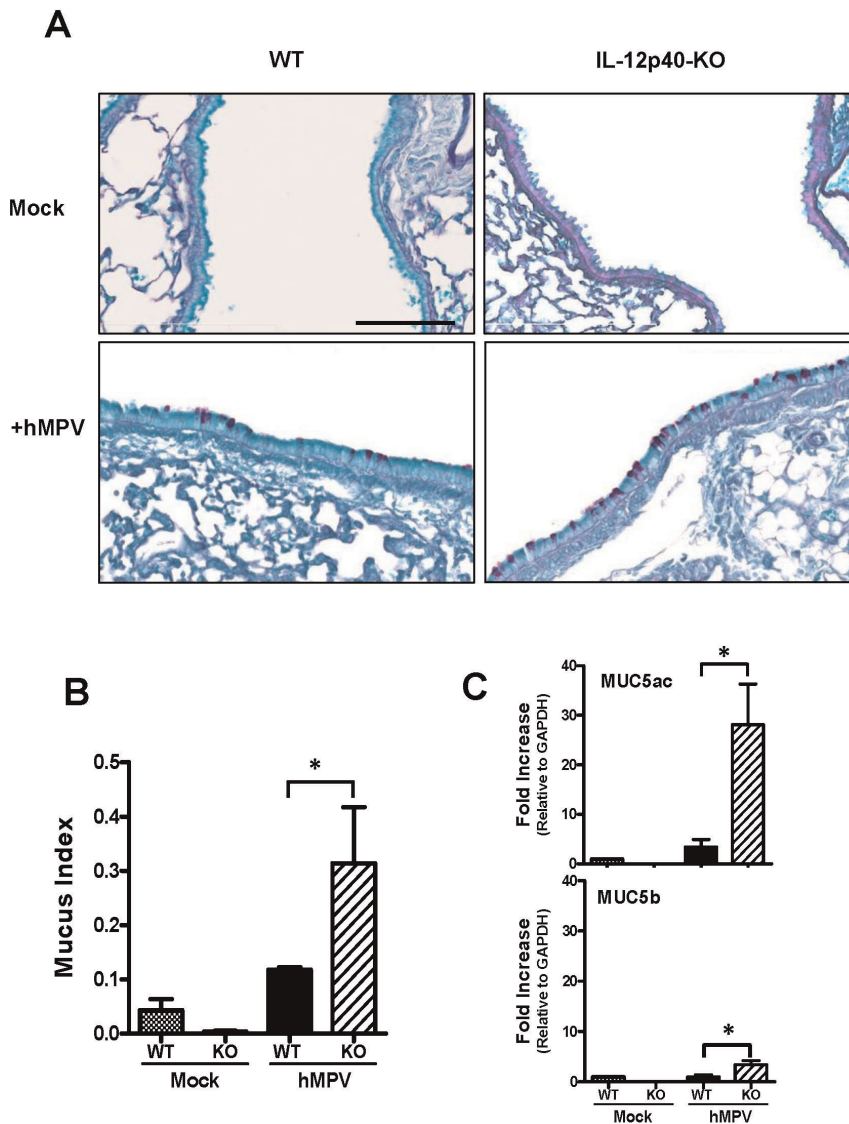 A
WT
IL-12p40-KO
Mock
+hMPV
B
Mucus Index
0.5
0.4
0.3
0.2
0.1
0.0
*
WT
KO
WT
KO
Mock
hMPV
C
MUC5ac
Fold Increase
(Relative to GAPDH)
40
30
20
10
0
*
MUC5b
Fold Increase
(Relative to GAPDH)
40
30
20
10
0
*
WT
KO
WT
KO
Mock
hMPV